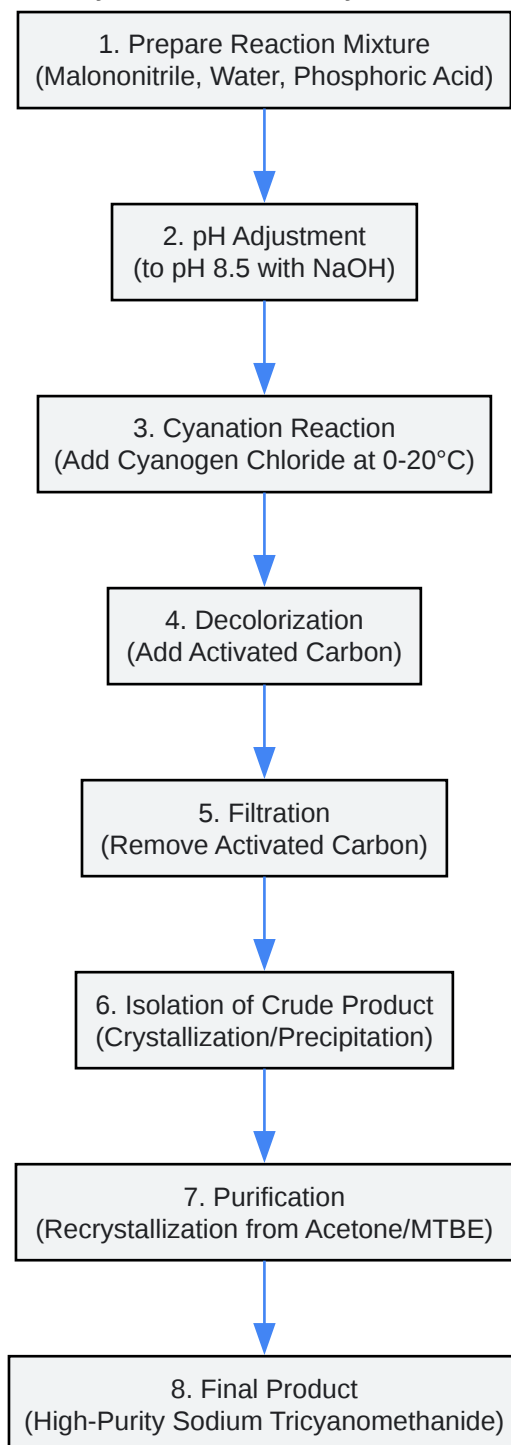 1. Prepare Reaction Mixture
(Malononitrile, Water, Phosphoric Acid)
2. pH Adjustment
(to pH 8.5 with NaOH)
3. Cyanation Reaction
(Add Cyanogen Chloride at 0-20°C)
4. Decolorization
(Add Activated Carbon)
5. Filtration
(Remove Activated Carbon)
6. Isolation of Crude Product
(Crystallization/Precipitation)
7. Purification
(Recrystallization from Acetone/MTBE)
8. Final Product
(High-Purity Sodium Tricyanomethanide)